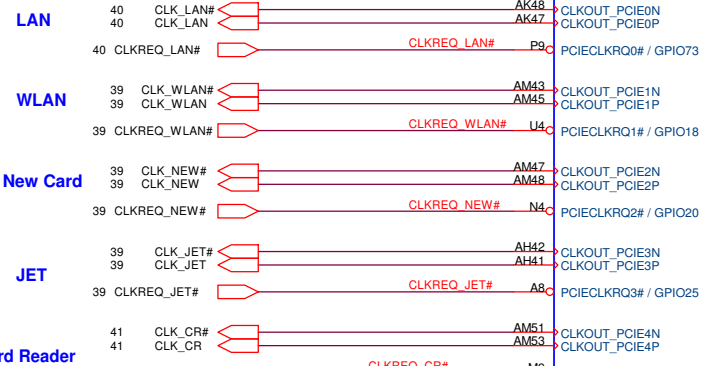 LAN
40 CLK_LAN# AK48 CLKOUT_PCIE0N
40 CLK_LAN AK47 CLKOUT_PCIE0P
40 CLKREQ_LAN# CLKREQ_LAN# P9 PCIECLKRQ0# / GPIO73
WLAN
39 CLK_WLAN# AM43 CLKOUT_PCIE1N
39 CLK_WLAN AM45 CLKOUT_PCIE1P
39 CLKREQ_WLAN# CLKREQ_WLAN# U4 PCIECLKRQ1# / GPIO18
New Card
39 CLK_NEW# AM47 CLKOUT_PCIE2N
39 CLK_NEW AM48 CLKOUT_PCIE2P
39 CLKREQ_NEW# CLKREQ_NEW# N4 PCIECLKRQ2# / GPIO20
JET
39 CLK_JET# AH42 CLKOUT_PCIE3N
39 CLK_JET AH41 CLKOUT_PCIE3P
39 CLKREQ_JET# CLKREQ_JET# A8 PCIECLKRQ3# / GPIO25
rd Reader
41 CLK_CR# AM51 CLKOUT_PCIE4N
41 CLK_CR AM53 CLKOUT_PCIE4P
CLKREQ_CR#